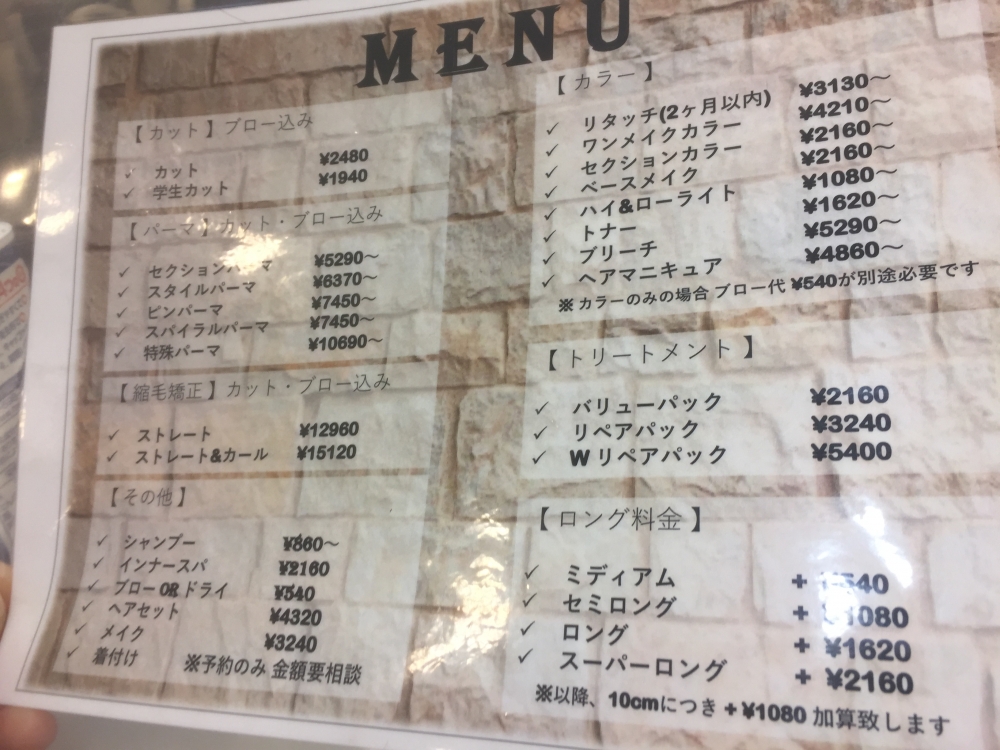 MENU
【 カット 】ブロー込み
✓ カット ¥2480
✓ 学生カット ¥1940
【 パーマ 】カット・ブロー込み
✓ セクションパーマ ¥5290～
✓ スタイルパーマ ¥6370～
✓ ピンパーマ ¥7450～
✓ スパイラルパーマ ¥7450～
✓ 特殊パーマ ¥10690～
【 縮毛矯正 】カット・ブロー込み
✓ ストレート ¥12960
✓ ストレート&カール ¥15120
【 その他 】
✓ シャンプー ¥860～
✓ インナースパ ¥2160
✓ ブロー OR ドライ ¥540
✓ ヘアセット ¥4320
✓ メイク ¥3240
✓ 着付け ※予約のみ 金額要相談
【 カラー 】
✓ リタッチ(2ヶ月以内) ¥3130～
✓ ワンメイクカラー ¥4210～
✓ セクションカラー ¥2160～
✓ ベースメイク ¥2160～
✓ ハイ&ローライト ¥1080～
✓ トナー ¥1620～
✓ ブリーチ ¥5290～
✓ ヘアマニキュア ¥4860～
※ カラーのみの場合 ブロー代 ¥540が別途必要です
【 トリートメント 】
✓ バリューパック ¥2160
✓ リペアパック ¥3240
✓ W リペアパック ¥5400
【 ロング料金 】
✓ ミディアム + ¥540
✓ セミロング + ¥1080
✓ ロング + ¥1620
✓ スーパーロング + ¥2160
※以降、10cmにつき + ¥1080 加算致します